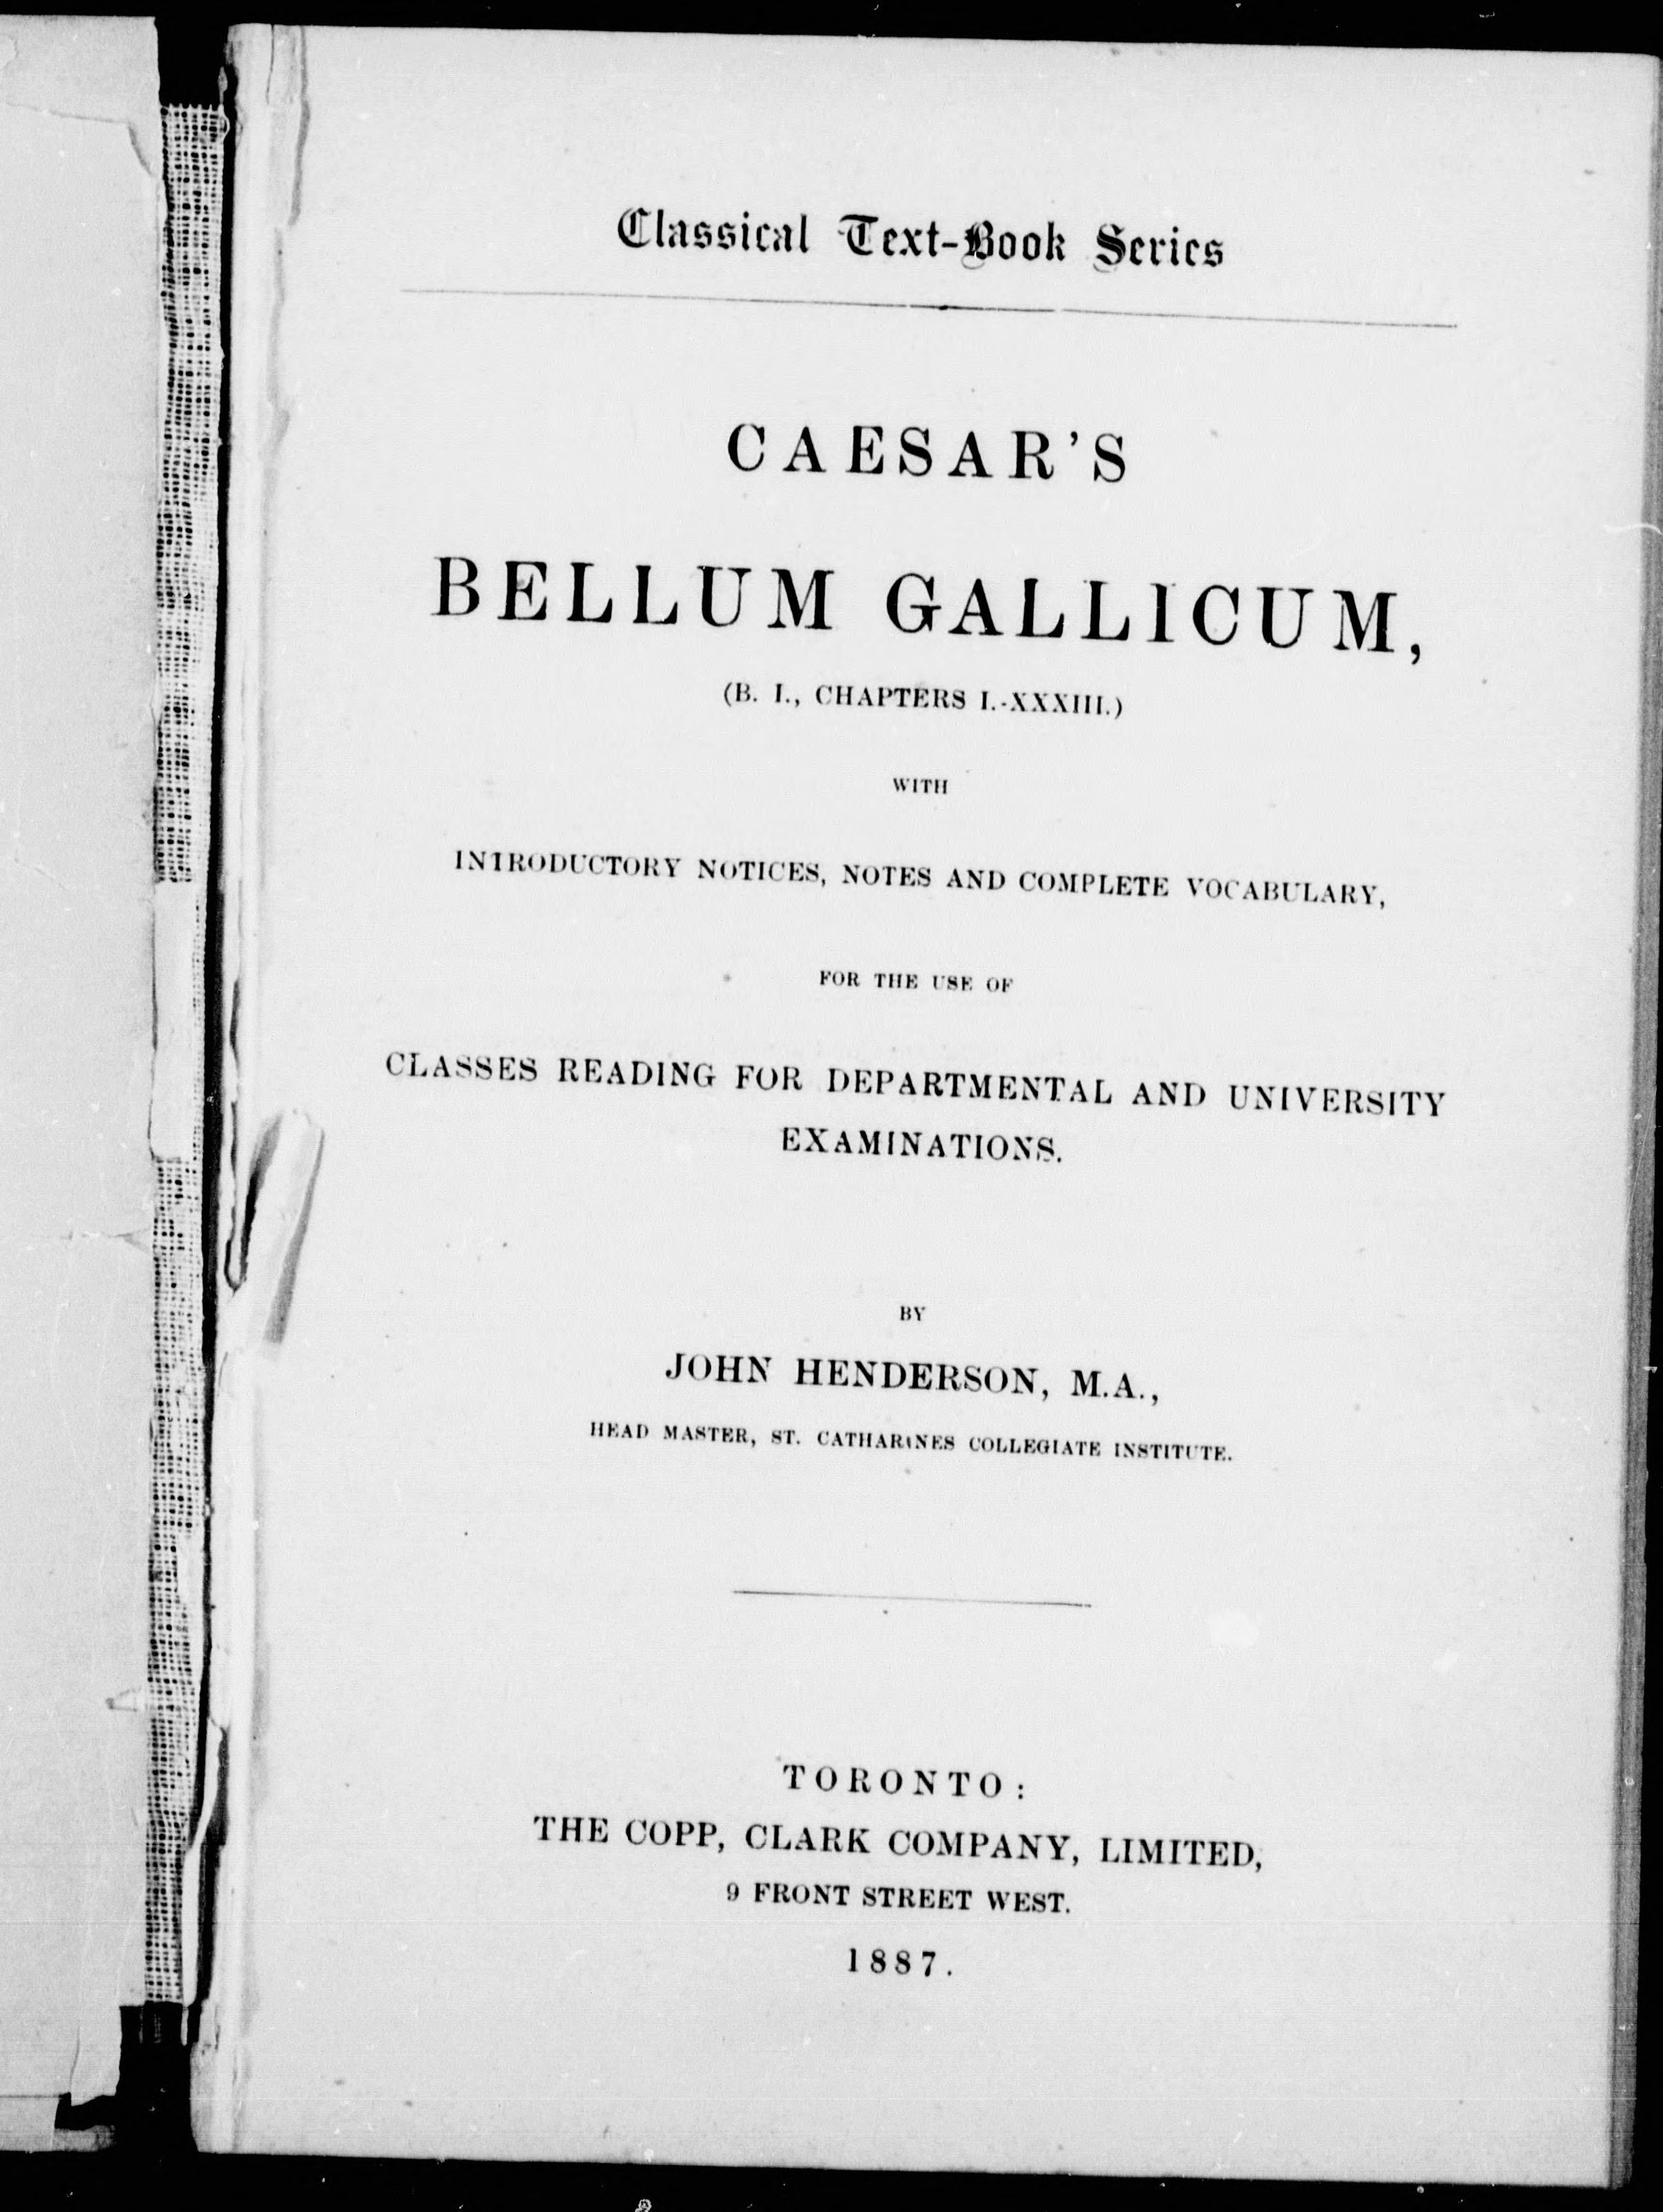 Classical Text-Book Series
CAESAR'S
BELLUM GALLICUM,
(B. I., CHAPTERS I.-XXXIII.)
WITH
INTRODUCTORY NOTICES, NOTES AND COMPLETE VOCABULARY,
FOR THE USE OF
CLASSES READING FOR DEPARTMENTAL AND UNIVERSITY
EXAMINATIONS.
BY
JOHN HENDERSON, M.A.,
HEAD MASTER, ST. CATHARINES COLLEGIATE INSTITUTE.
TORONTO:
THE COPP, CLARK COMPANY, LIMITED,
9 FRONT STREET WEST.
1887.